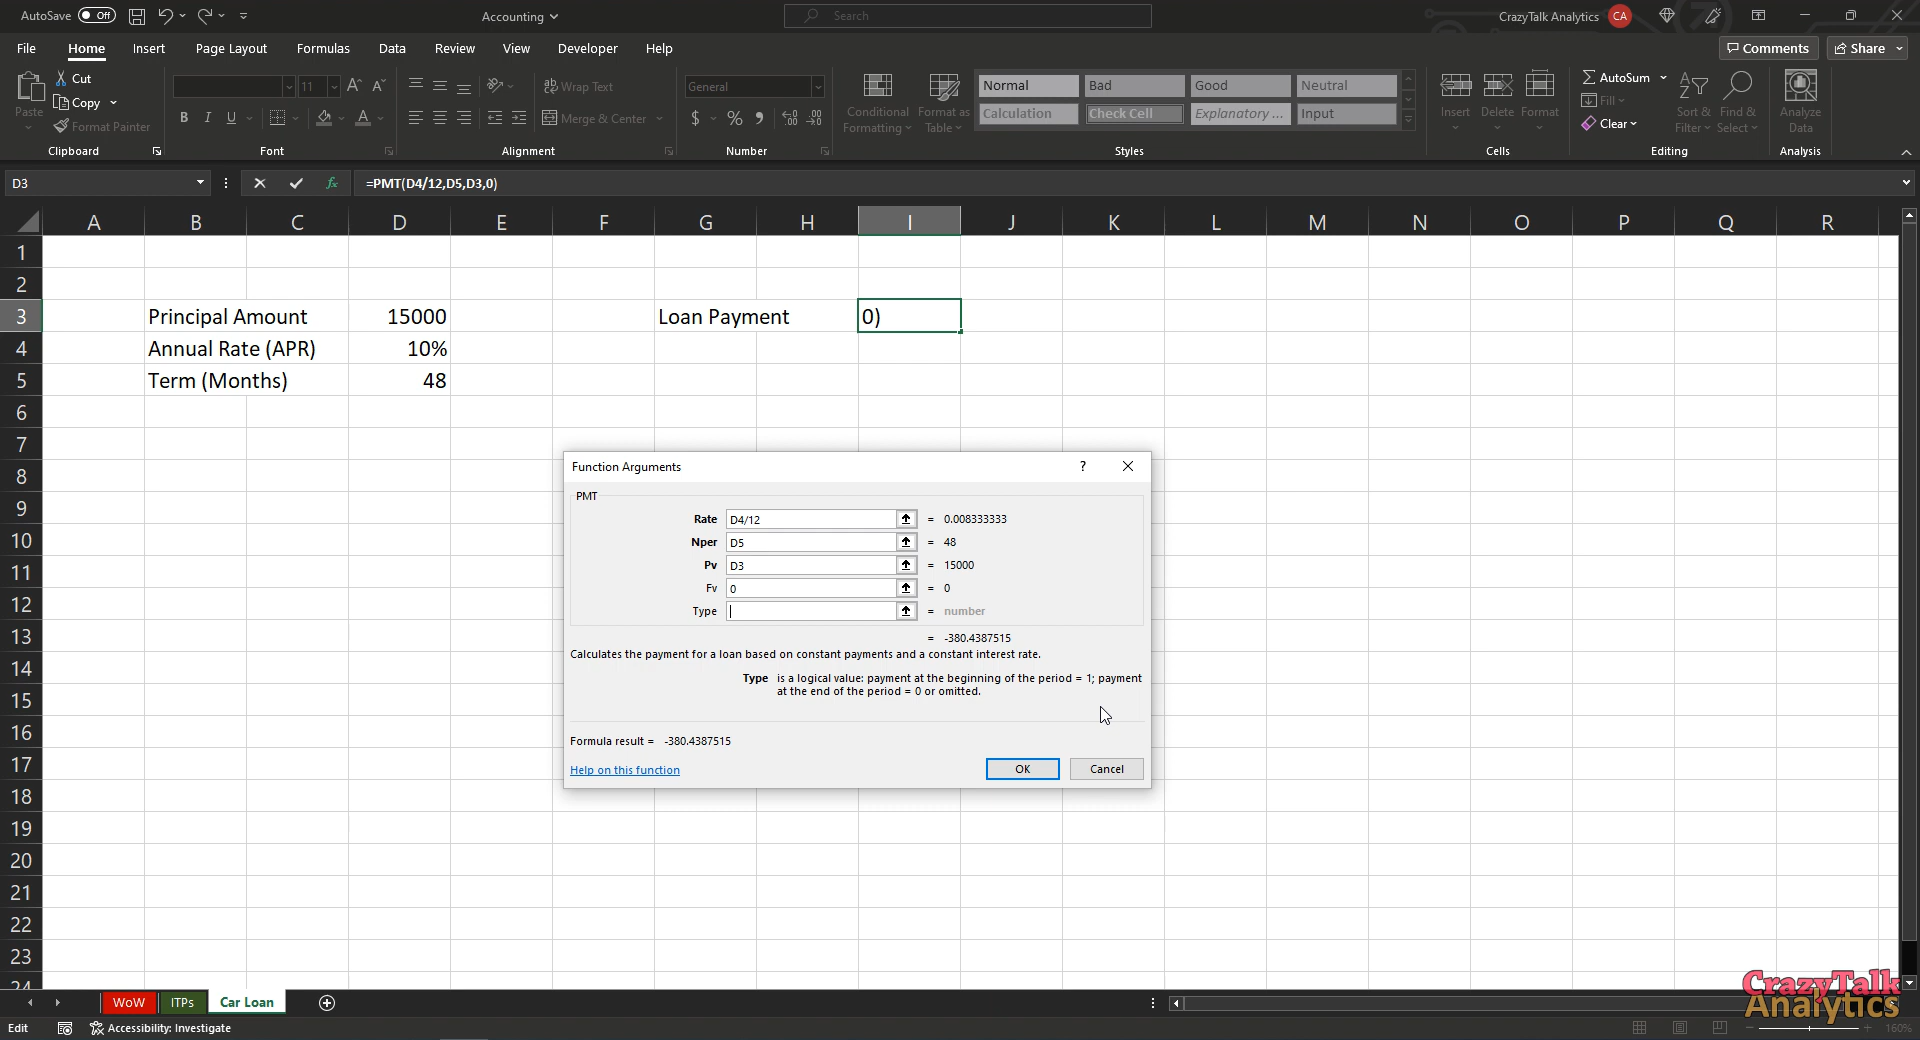 AutoSave Off Accounting Search CrazyTalk Analytics CA
File Home Insert Page Layout Formulas Data Review View Developer Help Comments Share
Paste
Cut
Copy
Format Painter
Clipboard
11 A A
B I U A
Font
ab Wrap Text
Merge & Center
Alignment
General
$ % 9 .00
Number
Conditional Formatting
Format as Table
Normal Bad Good Neutral
Calculation Check Cell Explanatory ... Input
Styles
Insert Delete Format
Cells
AutoSum
Fill
Clear
Sort & Filter
Find & Select
Editing
Analyze Data
Analysis
D3 fx =PMT(D4/12,D5,D3,0)
A B C D E F G H I J K L M N O P Q R
1
2
3 Principal Amount 15000 Loan Payment 0)
4 Annual Rate (APR) 10%
5 Term (Months) 48
6
7
8
9
10
11
12
13
14
15
16
17
18
19
20
21
22
23
24
Function Arguments ?
PMT
Rate D4/12 = 0.008333333
Nper D5 = 48
Pv D3 = 15000
Fv 0 = 0
Type = number
= -380.4387515
Calculates the payment for a loan based on constant payments and a constant interest rate.
Type is a logical value: payment at the beginning of the period = 1; payment
at the end of the period = 0 or omitted.
Formula result = -380.4387515
Help on this function OK Cancel
WoW ITPs Car Loan
CrazyTalk
Analytics
Edit Accessibility: Investigate 160%